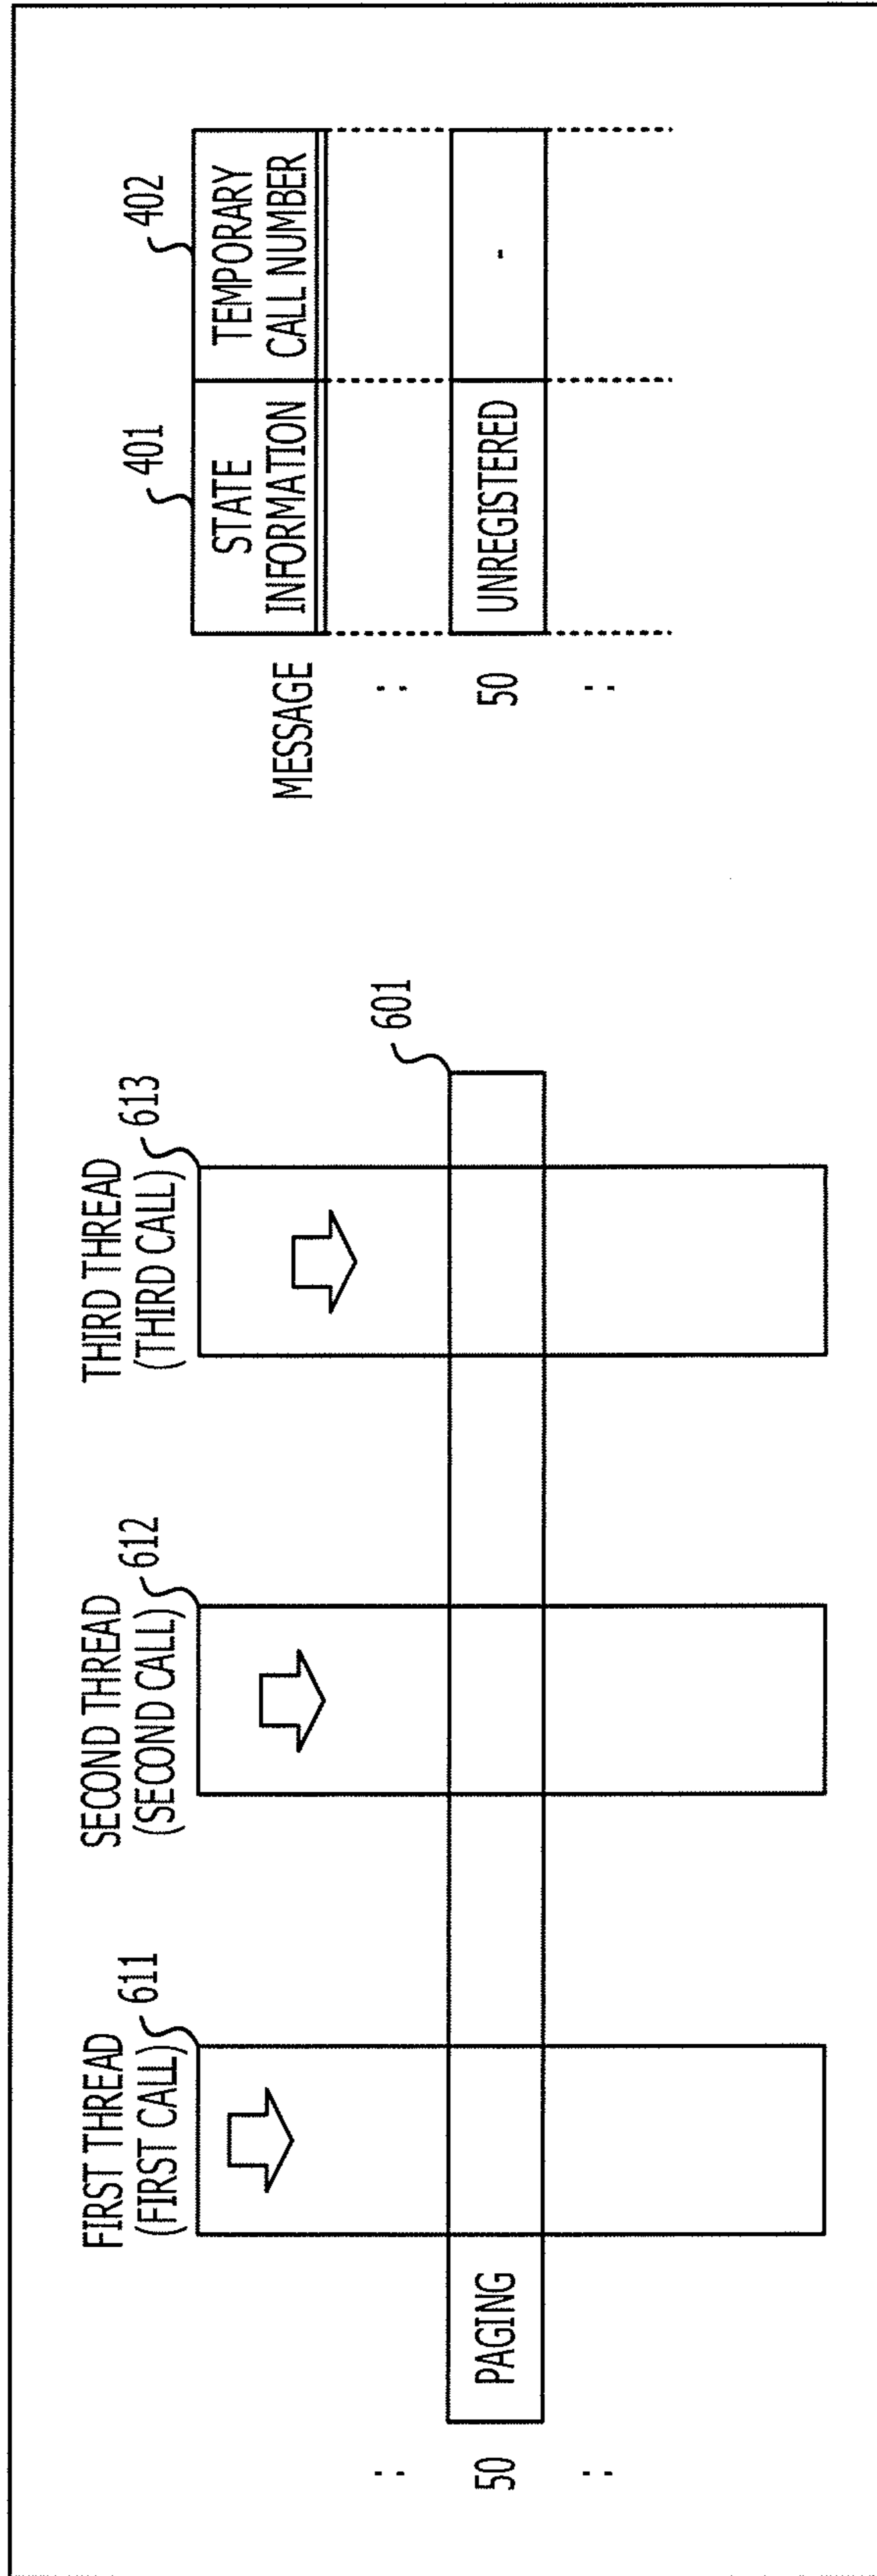 FIRST THREAD
(FIRST CALL)
611
SECOND THREAD
(SECOND CALL)
612
THIRD THREAD
(THIRD CALL)
613
:
50
PAGING
:
601
401
402
MESSAGE
STATE
INFORMATION
TEMPORARY
CALL NUMBER
:
50
UNREGISTERED
-
: